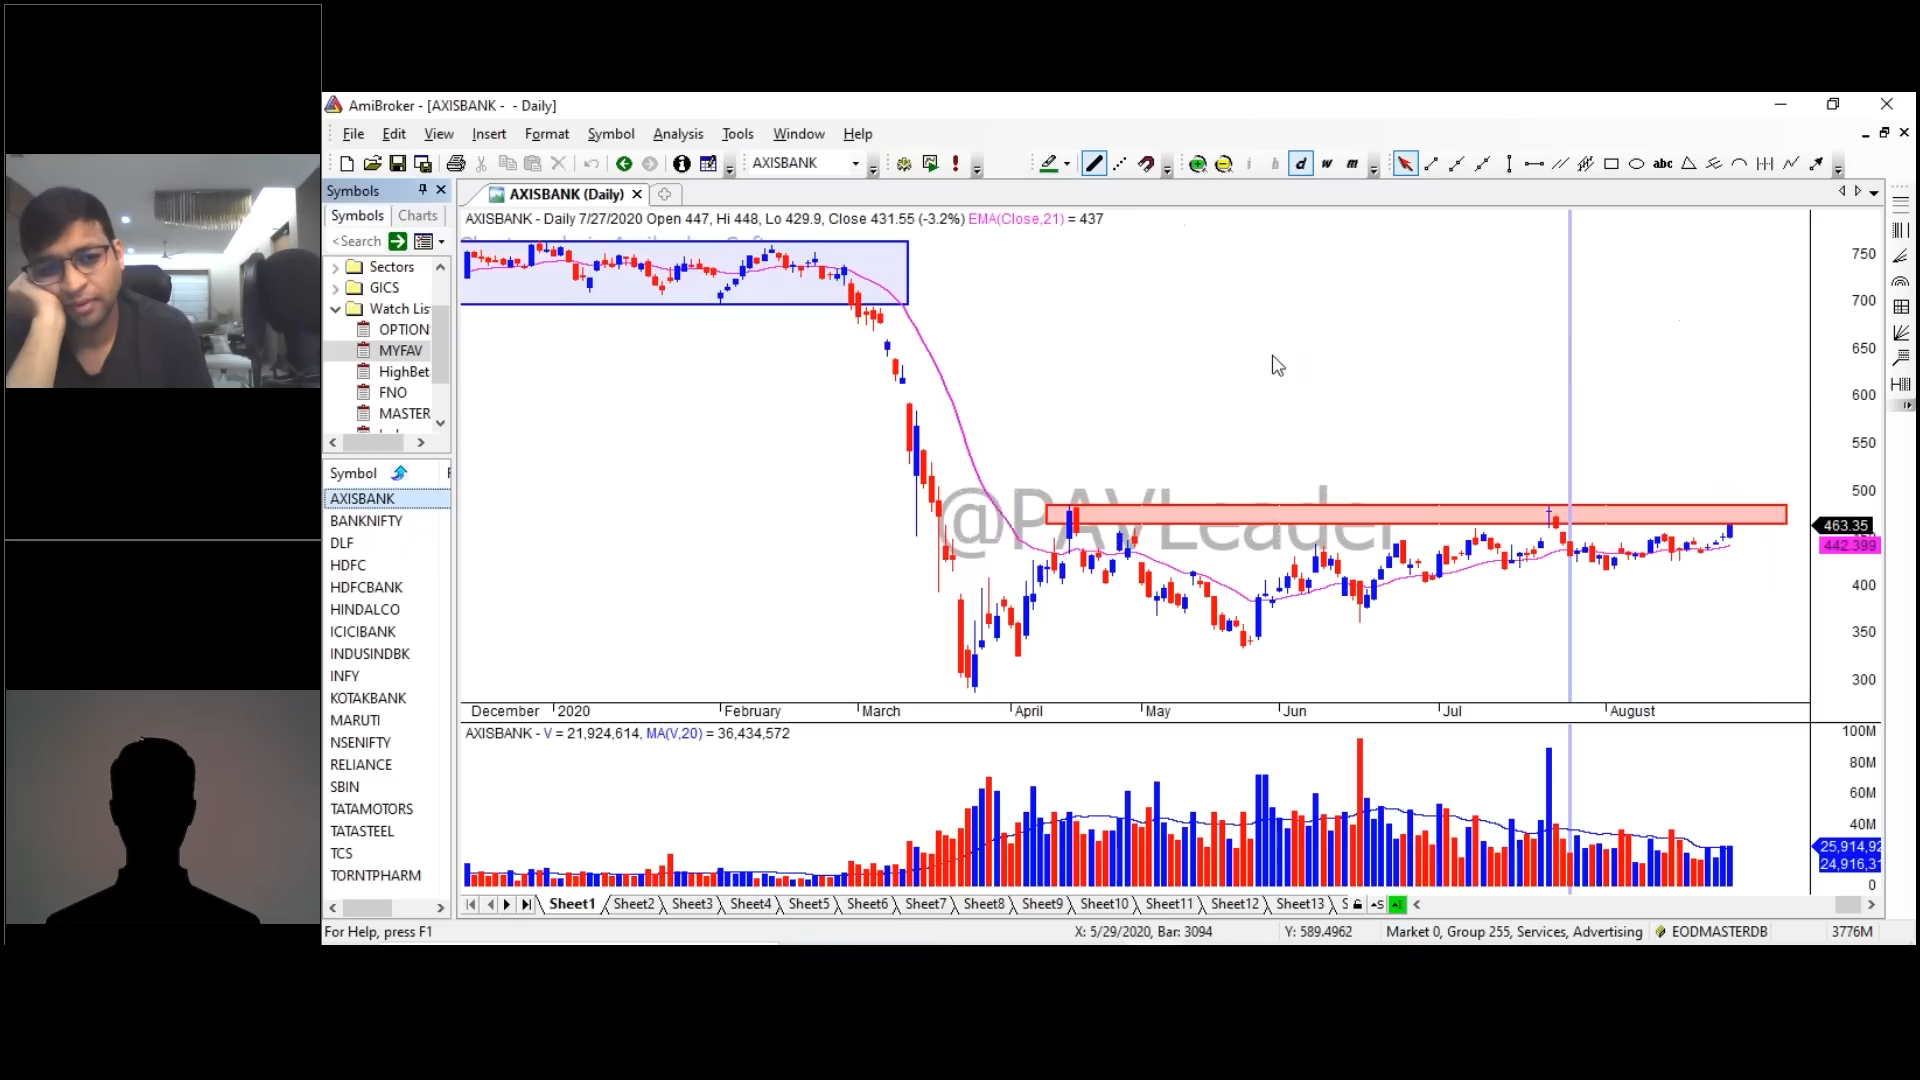 AmiBroker - [AXISBANK - - Daily]
File Edit View Insert Format Symbol Analysis Tools Window Help
AXISBANK
i h d w m
abc
Symbols
AXISBANK (Daily)
Symbols Charts
AXISBANK - Daily 7/27/2020 Open 447, Hi 448, Lo 429.9, Close 431.55 (-3.2%) EMA(Close,21) = 437
<Search
Sectors
GICS
Watch Lis
OPTION
MYFAV
HighBet
FNO
MASTER
750
700
650
600
550
500
463.35
442.399
400
350
300
@PAVLeader
December 2020 February March April May Jun Jul August
Symbol
AXISBANK
BANKNIFTY
DLF
HDFC
HDFCBANK
HINDALCO
ICICIBANK
INDUSINDBK
INFY
KOTAKBANK
MARUTI
NSENIFTY
RELIANCE
SBIN
TATAMOTORS
TATASTEEL
TCS
TORNTPHARM
AXISBANK - V = 21,924,614, MA(V,20) = 36,434,572
100M
80M
60M
40M
25,914,92
24,916,31
0
Sheet1 Sheet2 Sheet3 Sheet4 Sheet5 Sheet6 Sheet7 Sheet8 Sheet9 Sheet10 Sheet11 Sheet12 Sheet13 S
For Help, press F1 X: 5/29/2020, Bar: 3094 Y: 589.4962 Market 0, Group 255, Services, Advertising EODMASTERDB 3776M